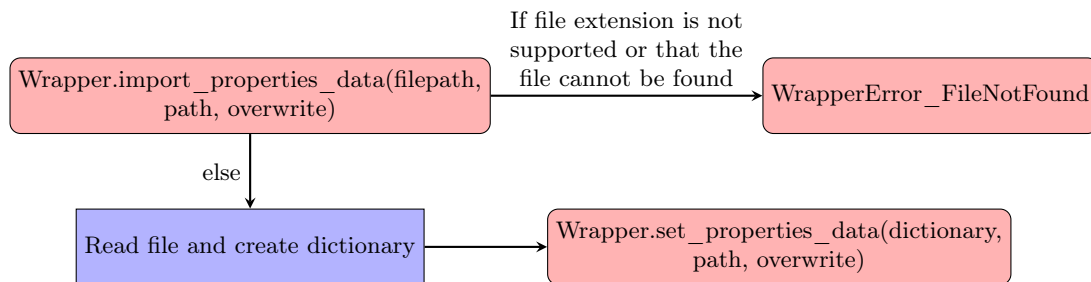 If file extension is not
supported or that the
file cannot be found
Wrapper.import_properties_data(filepath,
path, overwrite)
WrapperError_FileNotFound
else
Read file and create dictionary
Wrapper.set_properties_data(dictionary,
path, overwrite)